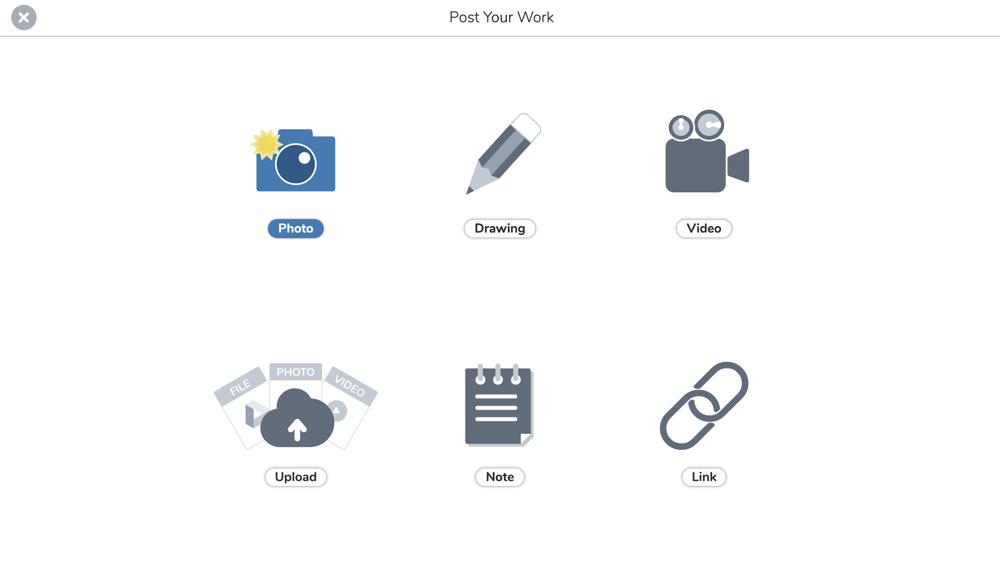 Post Your Work
Photo
Drawing
Video
FILE
PHOTO
VIDEO
Upload
Note
Link